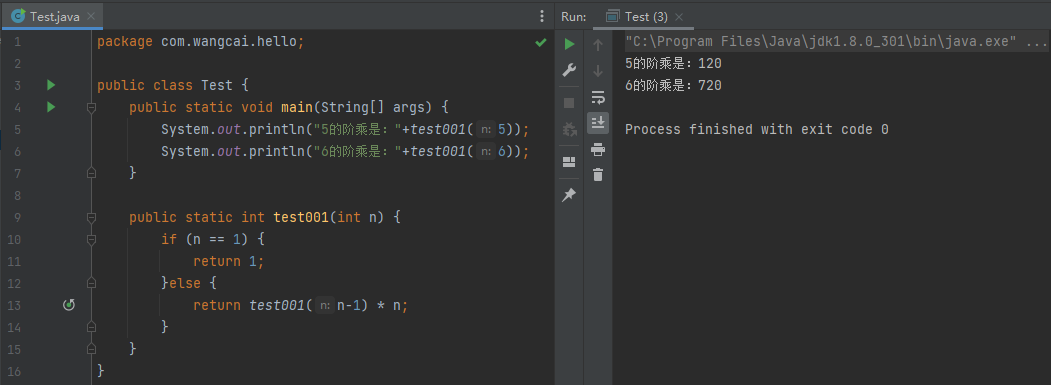 Test.java
Run: Test (3)
1 package com.wangcai.hello;
2
3 public class Test {
4 public static void main(String[] args) {
5 System.out.println("5的阶乘是："+test001( n: 5));
6 System.out.println("6的阶乘是："+test001( n: 6));
7 }
8
9 public static int test001(int n) {
10 if (n == 1) {
11 return 1;
12 }else {
13 return test001( n: n-1) * n;
14 }
15 }
16 }
"C:\Program Files\Java\jdk1.8.0_301\bin\java.exe" ...
5的阶乘是：120
6的阶乘是：720
Process finished with exit code 0